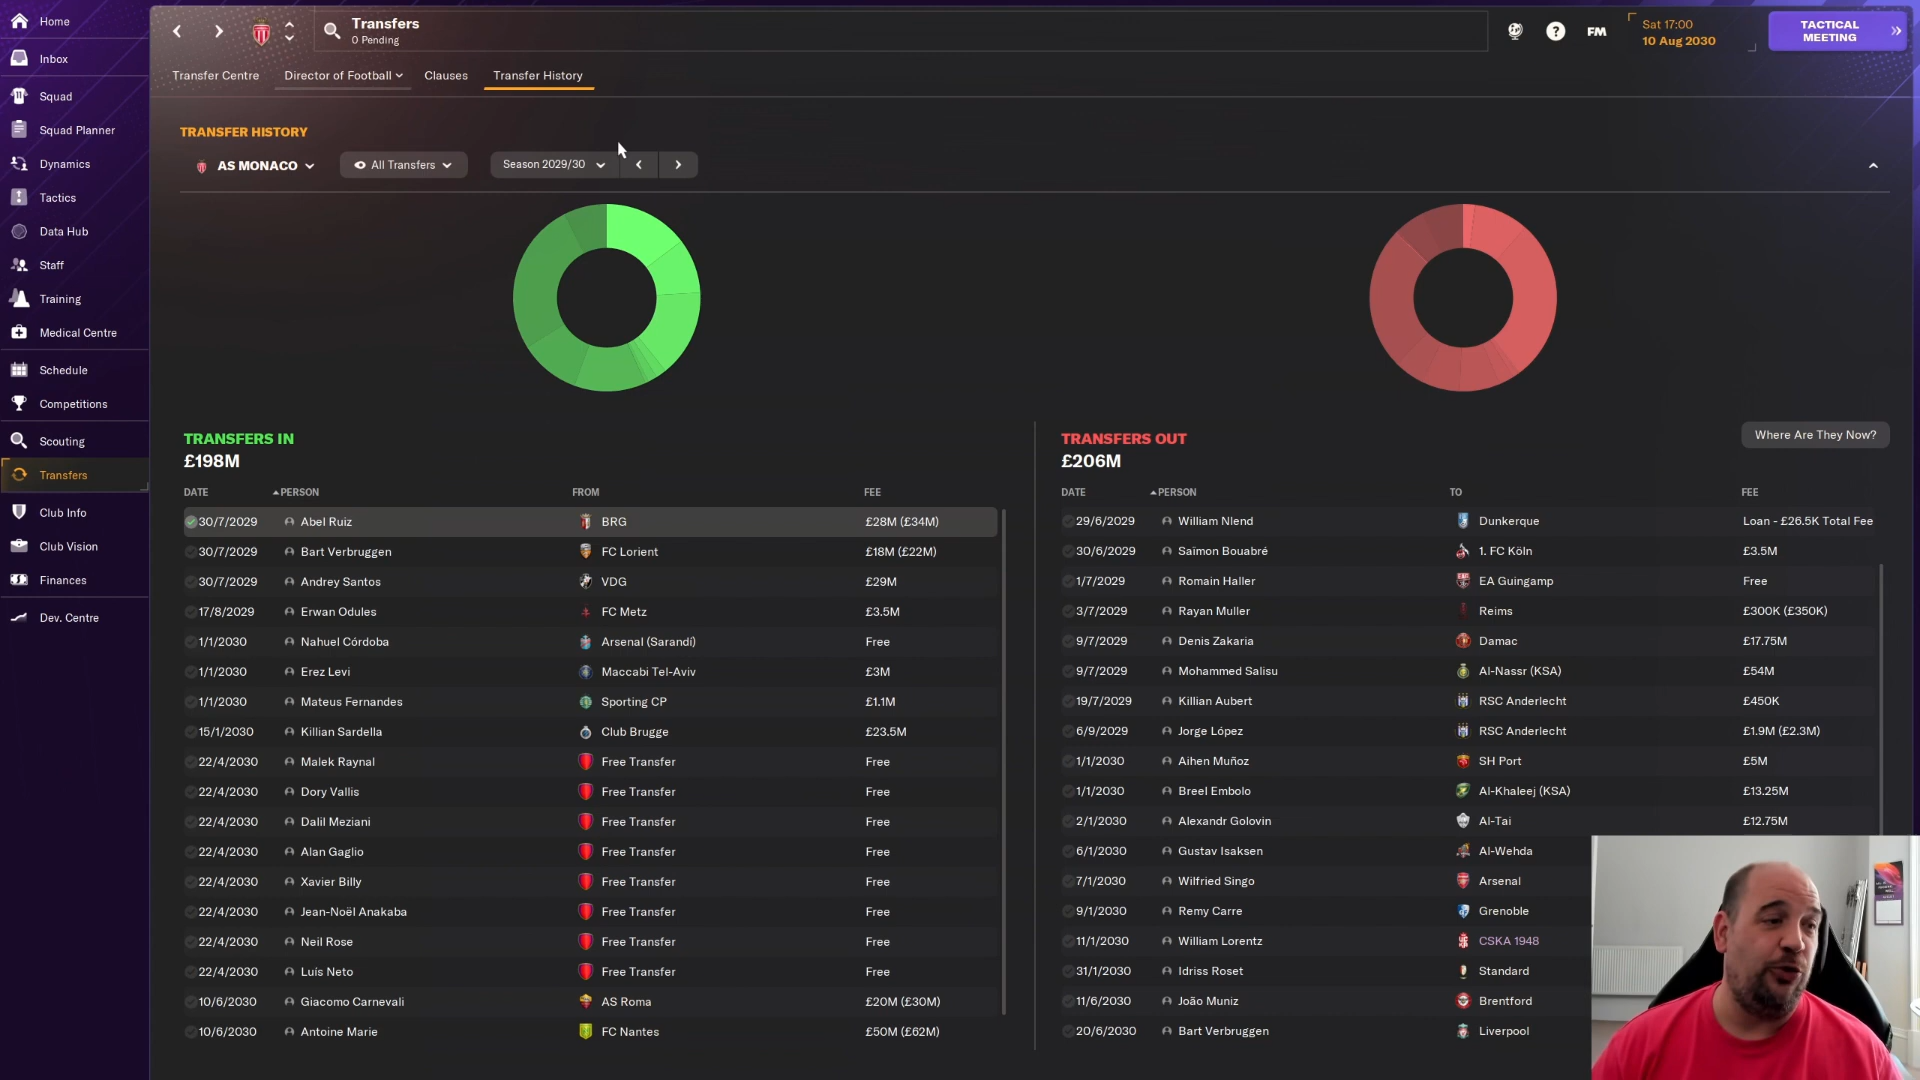 Home
Inbox
Squad
Squad Planner
Dynamics
Tactics
Data Hub
Staff
Training
Medical Centre
Schedule
Competitions
Scouting
Transfers
Club Info
Club Vision
Finances
Dev. Centre
Transfers
0 Pending
FM
Sat 17:00
10 Aug 2030
TACTICAL MEETING
Transfer Centre Director of Football Clauses Transfer History
TRANSFER HISTORY
AS MONACO All Transfers Season 2029/30
TRANSFERS IN
£198M
DATE PERSON FROM FEE
30/7/2029 Abel Ruiz BRG £28M (£34M)
30/7/2029 Bart Verbruggen FC Lorient £18M (£22M)
30/7/2029 Andrey Santos VDG £29M
17/8/2029 Erwan Odules FC Metz £3.5M
1/1/2030 Nahuel Córdoba Arsenal (Sarandí) Free
1/1/2030 Erez Levi Maccabi Tel-Aviv £3M
1/1/2030 Mateus Fernandes Sporting CP £1.1M
15/1/2030 Killian Sardella Club Brugge £23.5M
22/4/2030 Malek Raynal Free Transfer Free
22/4/2030 Dory Vallis Free Transfer Free
22/4/2030 Dalil Meziani Free Transfer Free
22/4/2030 Alan Gaglio Free Transfer Free
22/4/2030 Xavier Billy Free Transfer Free
22/4/2030 Jean-Noël Anakaba Free Transfer Free
22/4/2030 Neil Rose Free Transfer Free
22/4/2030 Luís Neto Free Transfer Free
10/6/2030 Giacomo Carnevali AS Roma £20M (£30M)
10/6/2030 Antoine Marie FC Nantes £50M (£62M)
TRANSFERS OUT
£206M
Where Are They Now?
DATE PERSON TO FEE
29/6/2029 William Nlend Dunkerque Loan - £26.5K Total Fee
30/6/2029 Saïmon Bouabré 1. FC Köln £3.5M
1/7/2029 Romain Haller EA Guingamp Free
3/7/2029 Rayan Muller Reims £300K (£350K)
9/7/2029 Denis Zakaria Damac £17.75M
9/7/2029 Mohammed Salisu Al-Nassr (KSA) £54M
19/7/2029 Killian Aubert RSC Anderlecht £450K
6/9/2029 Jorge López RSC Anderlecht £1.9M (£2.3M)
1/1/2030 Aihen Muñoz SH Port £5M
1/1/2030 Breel Embolo Al-Khaleej (KSA) £13.25M
2/1/2030 Alexandr Golovin Al-Tai £12.75M
6/1/2030 Gustav Isaksen Al-Wehda
7/1/2030 Wilfried Singo Arsenal
9/1/2030 Remy Carre Grenoble
11/1/2030 William Lorentz CSKA 1948
31/1/2030 Idriss Roset Standard
11/6/2030 João Muniz Brentford
20/6/2030 Bart Verbruggen Liverpool